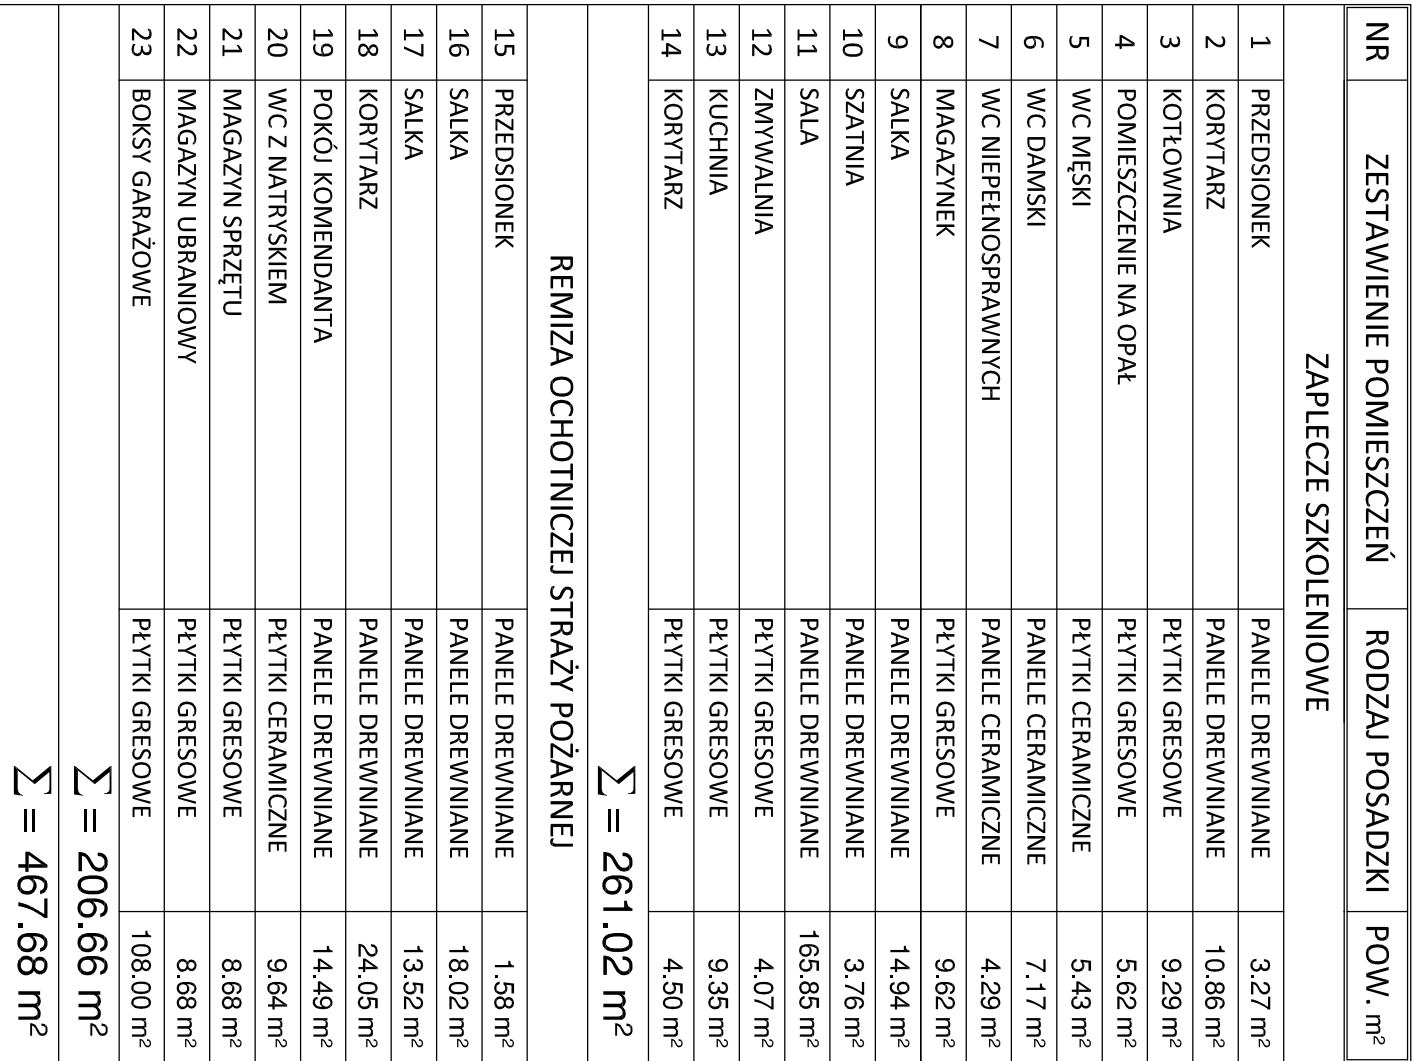 NR ZESTAWIENIE POMIESZCZEŃ RODZAJ POSADZKI POW. m²
ZAPLECZE SZKOLENIOWE
1 PRZEDSIONEK PANELE DREWNIANE 3.27 m²
2 KORYTARZ PANELE DREWNIANE 10.86 m²
3 KOTŁOWNIA PŁYTKI GRESOWE 9.29 m²
4 POMIESZCZENIE NA OPAŁ PŁYTKI GRESOWE 5.62 m²
5 WC MĘSKI PŁYTKI CERAMICZNE 5.43 m²
6 WC DAMSKI PANELE CERAMICZNE 7.17 m²
7 WC NIEPEŁNOSPRAWNYCH PANELE CERAMICZNE 4.29 m²
8 MAGAZYNEK PŁYTKI GRESOWE 9.62 m²
9 SALKA PANELE DREWNIANE 14.94 m²
10 SZATNIA PANELE DREWNIANE 3.76 m²
11 SALA PANELE DREWNIANE 165.85 m²
12 ZMYWALNIA PŁYTKI GRESOWE 4.07 m²
13 KUCHNIA PŁYTKI GRESOWE 9.35 m²
14 KORYTARZ PŁYTKI GRESOWE 4.50 m²
∑ = 261.02 m²
REMIZA OCHOTNICZEJ STRAŻY POŻARNEJ
15 PRZEDSIONEK PANELE DREWNIANE 1.58 m²
16 SALKA PANELE DREWNIANE 18.02 m²
17 SALKA PANELE DREWNIANE 13.52 m²
18 KORYTARZ PANELE DREWNIANE 24.05 m²
19 POKÓJ KOMENDANTA PANELE DREWNIANE 14.49 m²
20 WC Z NATRYSKIEM PŁYTKI CERAMICZNE 9.64 m²
21 MAGAZYN SPRZĘTU PŁYTKI GRESOWE 8.68 m²
22 MAGAZYN UBRANIOWY PŁYTKI GRESOWE 8.68 m²
23 BOKSY GARAŻOWE PŁYTKI GRESOWE 108.00 m²
∑ = 206.66 m²
∑ = 467.68 m²